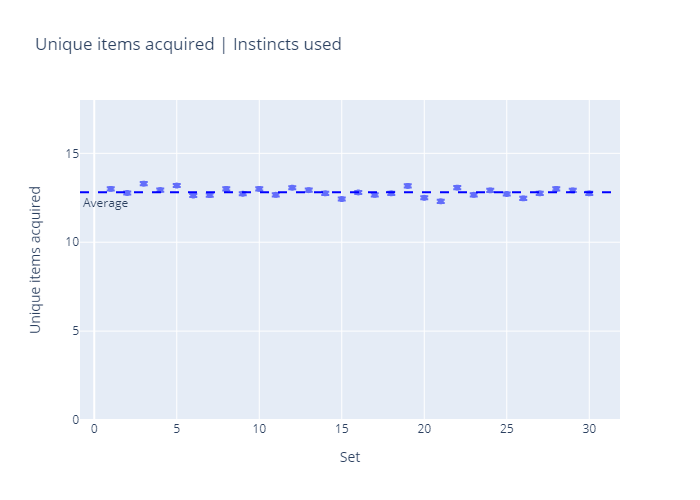 Unique items acquired | Instincts used
Unique items acquired
15
10
5
0
Average
0 5 10 15 20 25 30
Set